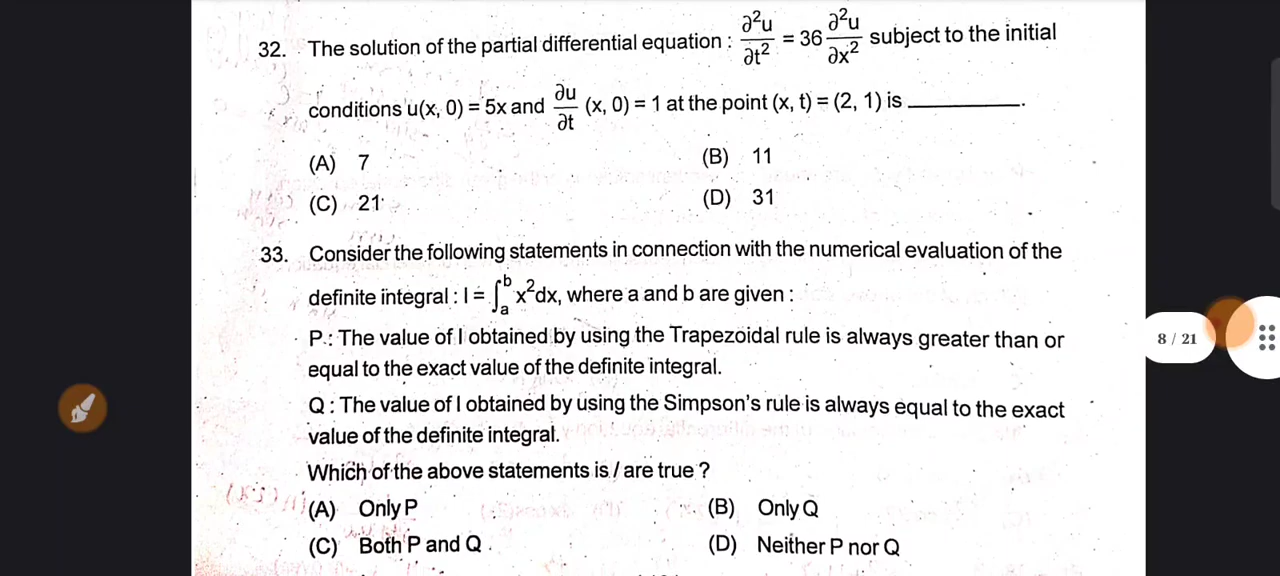 32. The solution of the partial differential equation : ∂²u/∂t² = 36 ∂²u/∂x² subject to the initial
conditions u(x, 0) = 5x and ∂u/∂t (x, 0) = 1 at the point (x, t) = (2, 1) is ________.
(A) 7 (B) 11
(C) 21 (D) 31
33. Consider the following statements in connection with the numerical evaluation of the
definite integral : I = ∫ₐᵇ x²dx, where a and b are given :
P : The value of I obtained by using the Trapezoidal rule is always greater than or
equal to the exact value of the definite integral.
Q : The value of I obtained by using the Simpson's rule is always equal to the exact
value of the definite integral.
Which of the above statements is / are true ?
(A) Only P (B) Only Q
(C) Both P and Q (D) Neither P nor Q
8 / 21